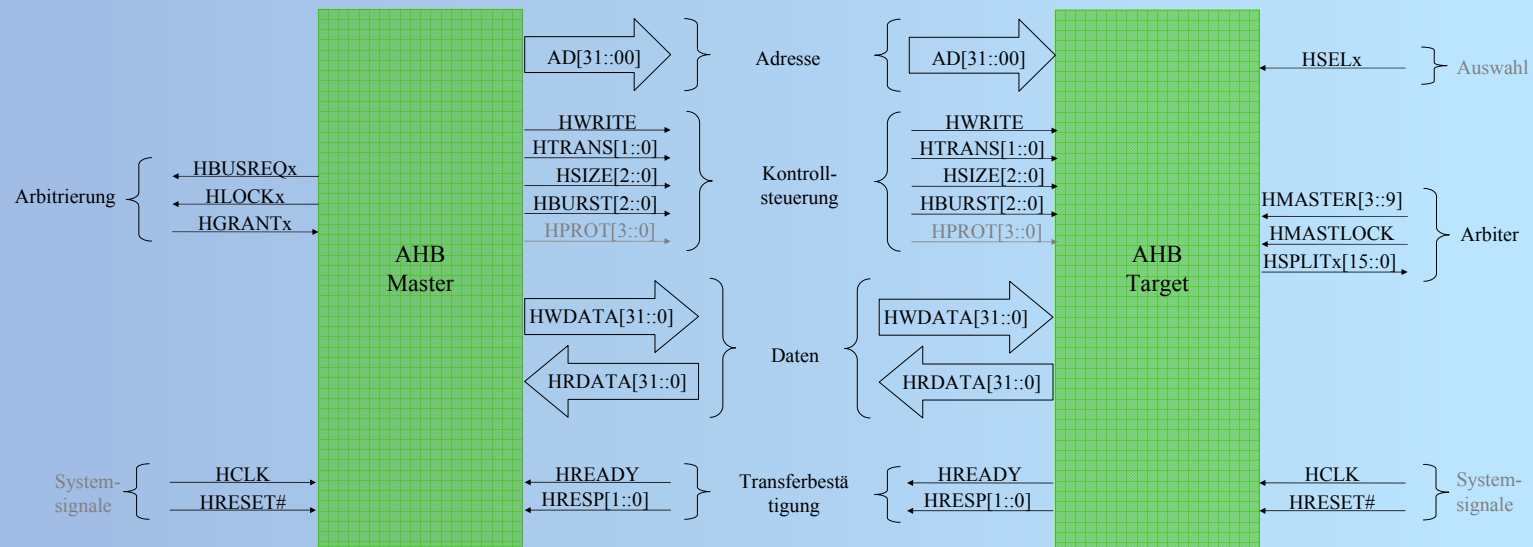 AD[31::00]
Adresse
AD[31::00]
HSELx
Auswahl
HWRITE
HTRANS[1::0]
HSIZE[2::0]
HBURST[2::0]
HPROT[3::0]
Kontroll-
steuerung
HWRITE
HTRANS[1::0]
HSIZE[2::0]
HBURST[2::0]
HPROT[3::0]
Arbitrierung
HBUSREQx
HLOCKx
HGRANTx
AHB
Master
AHB
Target
HMASTER[3::9]
HMASTLOCK
HSPLITx[15::0]
Arbiter
HWDATA[31::0]
HRDATA[31::0]
Daten
HWDATA[31::0]
HRDATA[31::0]
System-
signale
HCLK
HRESET#
HREADY
HRESP[1::0]
Transferbestä
tigung
HREADY
HRESP[1::0]
HCLK
HRESET#
System-
signale